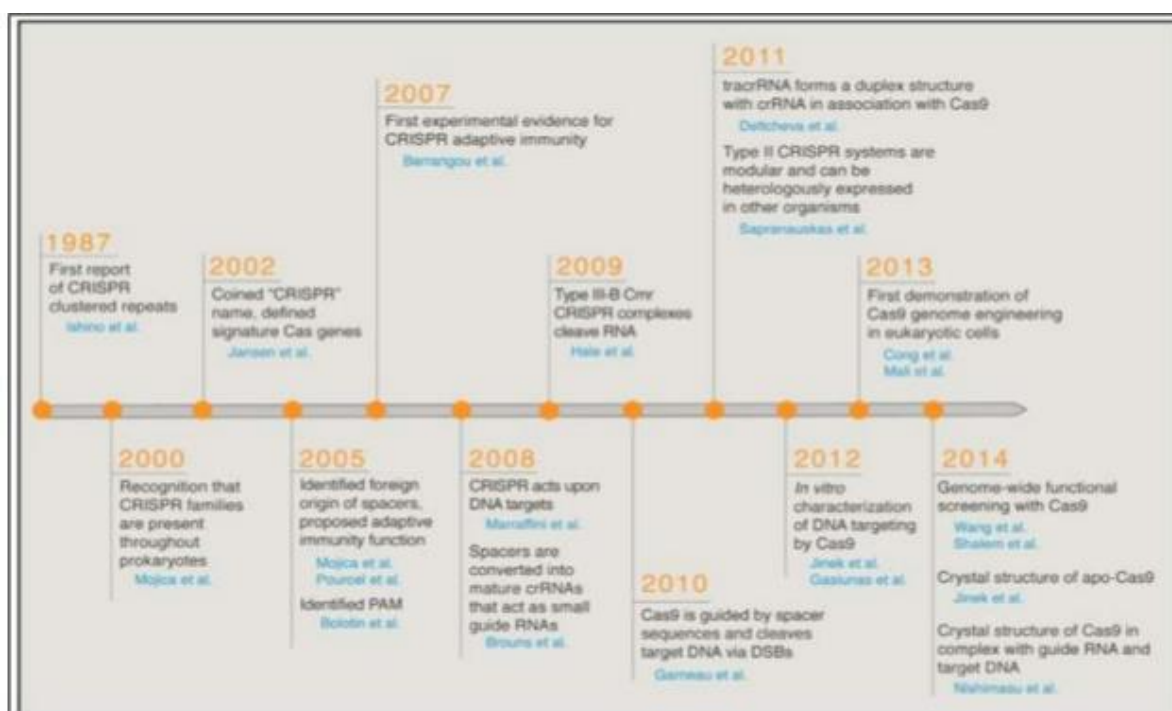 1987
First report
of CRISPR
clustered repeats
Ishino et al.
2000
Recognition that
CRISPR families
are present
throughout
prokaryotes
Mojica et al.
2002
Coined "CRISPR"
name, defined
signature Cas genes
Jansen et al.
2005
Identified foreign
origin of spacers,
proposed adaptive
immunity function
Mojica et al.
Pourcel et al.
Identified PAM
Bolotin et al.
2007
First experimental evidence for
CRISPR adaptive immunity
Barrangou et al.
2008
CRISPR acts upon
DNA targets
Marraffini et al.
Spacers are
converted into
mature crRNAs
that act as small
guide RNAs
Brouns et al.
2009
Type III-B Cmr
CRISPR complexes
cleave RNA
Hale et al.
2010
Cas9 is guided by spacer
sequences and cleaves
target DNA via DSBs
Garneau et al.
2011
tracrRNA forms a duplex structure
with crRNA in association with Cas9
Deltcheva et al.
Type II CRISPR systems are
modular and can be
heterologously expressed
in other organisms
Sapranauskas et al.
2012
In vitro
characterization
of DNA targeting
by Cas9
Jinek et al.
Gasiunas et al.
2013
First demonstration of
Cas9 genome engineering
in eukaryotic cells
Cong et al.
Mali et al.
2014
Genome-wide functional
screening with Cas9
Wang et al.
Shalem et al.
Crystal structure of apo-Cas9
Jinek et al.
Crystal structure of Cas9 in
complex with guide RNA and
target DNA
Nishimasu et al.